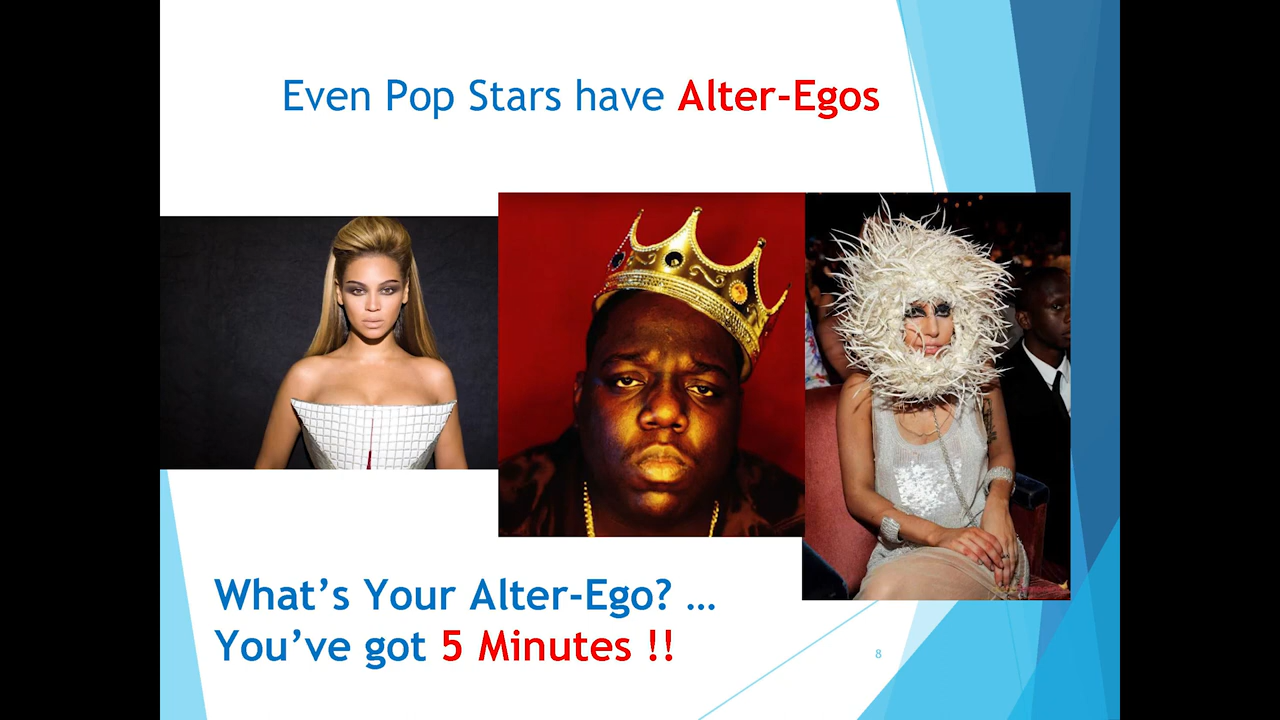 Even Pop Stars have Alter-Egos
What’s Your Alter-Ego? …
You’ve got 5 Minutes !!
8